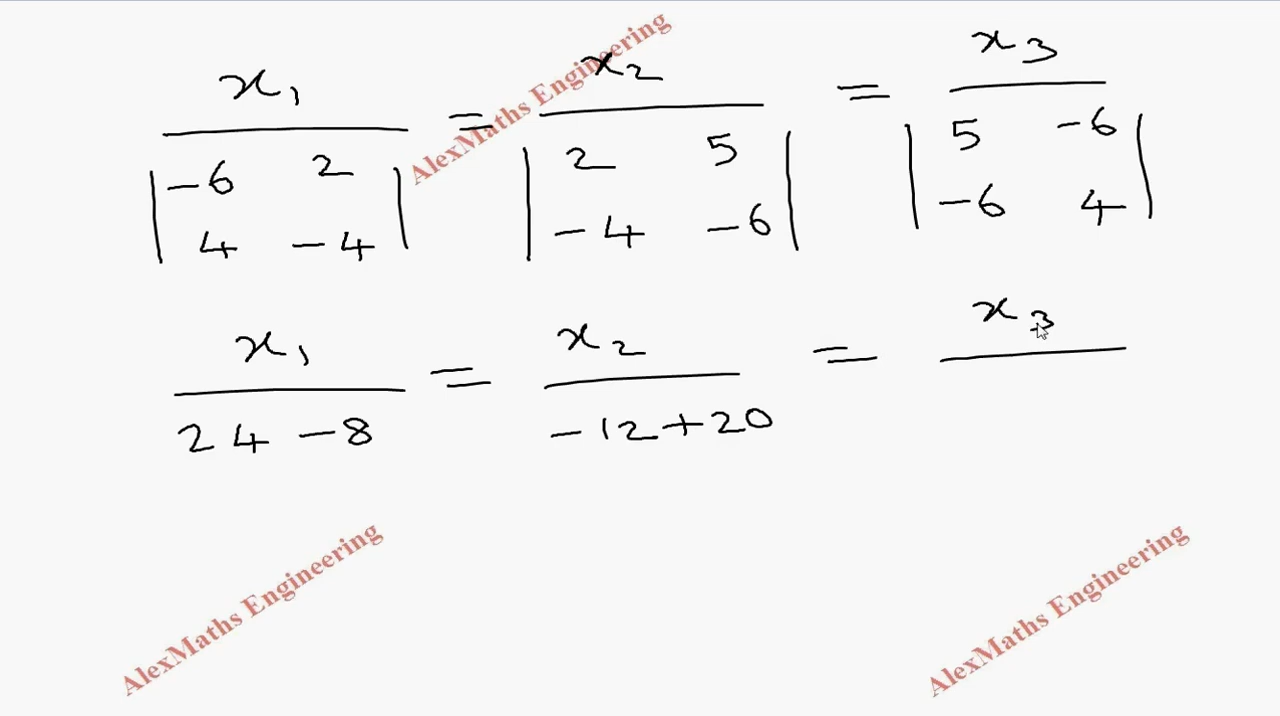 x₁ = x₂ = x₃
|-6 2| |2 5| |5 -6|
|4 -4| |-4 -6| |-6 4|
x₁ = x₂ = x₃
24 -8 -12+20
AlexMaths Engineering
AlexMaths Engineering
AlexMaths Engineering